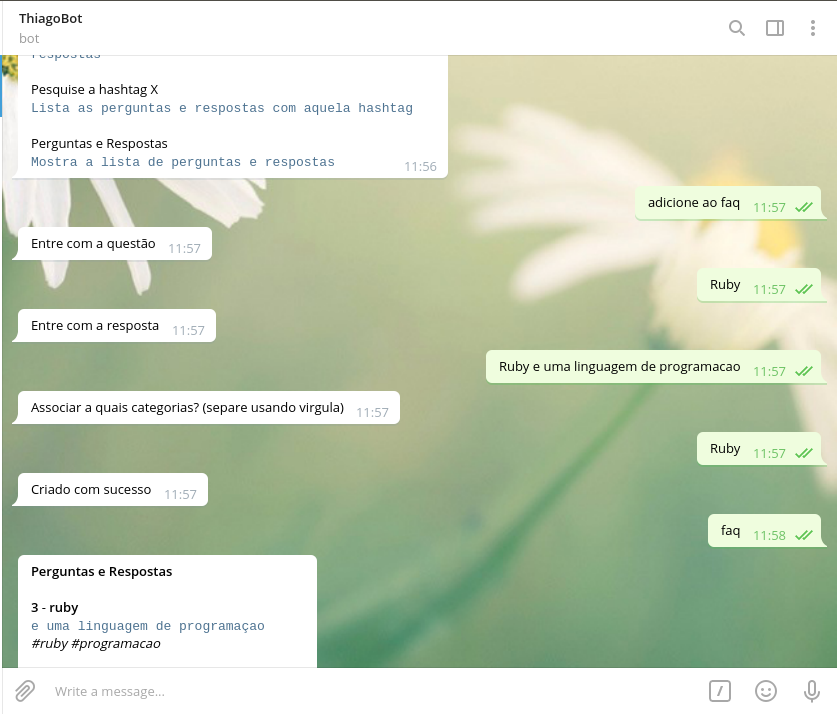 ThiagoBot
bot
respostas
Pesquise a hashtag X
Lista as perguntas e respostas com aquela hashtag
Perguntas e Respostas
Mostra a lista de perguntas e respostas 11:56
adicione ao faq 11:57
Entre com a questão 11:57
Ruby 11:57
Entre com a resposta 11:57
Ruby e uma linguagem de programacao 11:57
Associar a quais categorias? (separe usando virgula) 11:57
Ruby 11:57
Criado com sucesso 11:57
faq 11:58
Perguntas e Respostas
3 - ruby
e uma linguagem de programaçao
#ruby #programacao
Write a message...